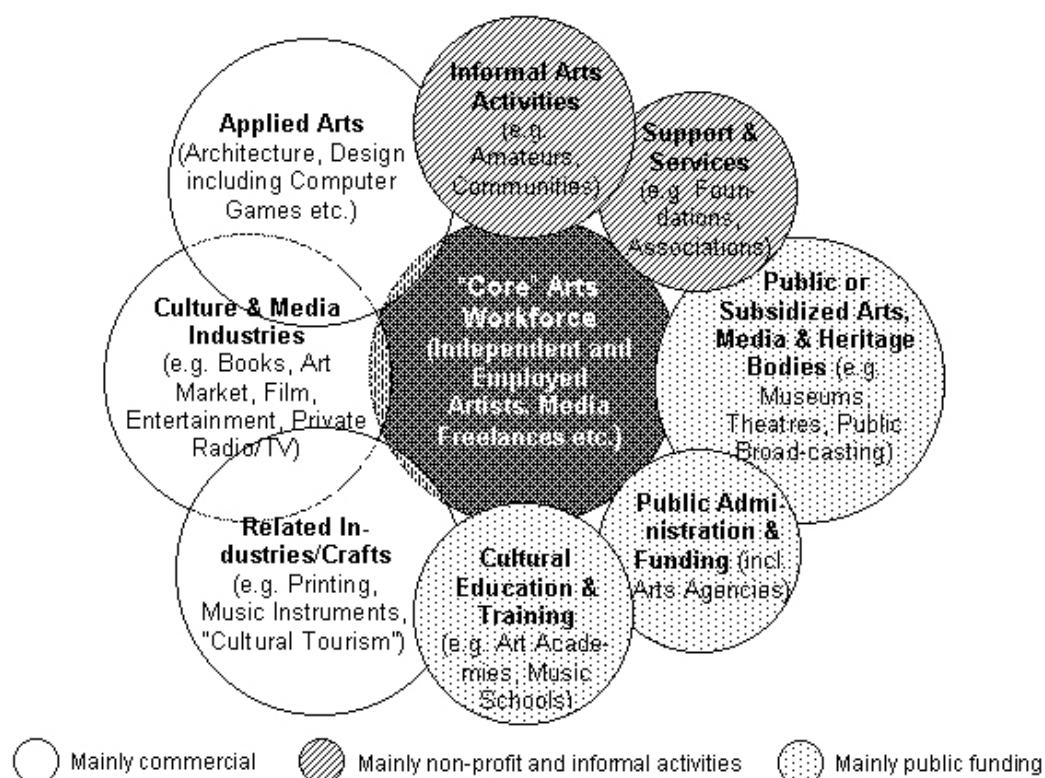 Informal Arts
Activities
(e.g.
Amateurs,
Communities)
Support &
Services
(e.g. Foun-
dations,
Associations)
Applied Arts
(Architecture, Design
including Computer
Games etc.)
"Core" Arts
Workforce
(Independent and
Employed
Artists, Media
Freelances etc.)
Public or
Subsidized Arts,
Media & Heritage
Bodies (e.g.
Museums,
Theatres, Public
Broad-casting)
Culture & Media
Industries
(e.g. Books, Art
Market, Film,
Entertainment, Private
Radio/TV)
Related In-
dustries/Crafts
(e.g. Printing,
Music Instruments,
"Cultural Tourism")
Cultural
Education &
Training
(e.g. Art Acade-
mies, Music
Schools)
Public Admi-
nistration &
Funding (incl.
Arts Agencies)
Mainly commercial
Mainly non-profit and informal activities
Mainly public funding